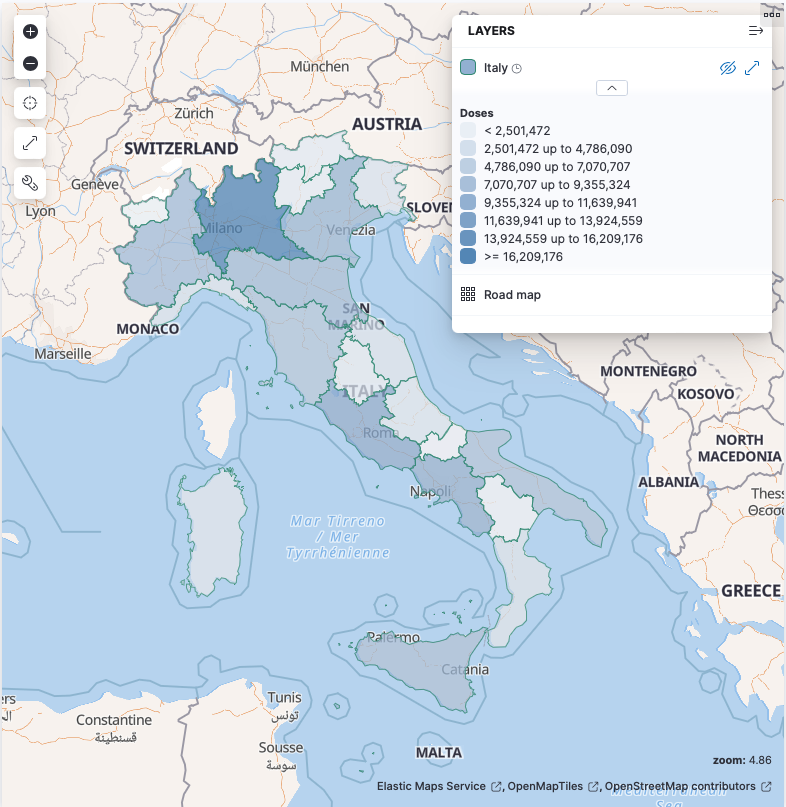 LAYERS
Italy
Doses
< 2,501,472
2,501,472 up to 4,786,090
4,786,090 up to 7,070,707
7,070,707 up to 9,355,324
9,355,324 up to 11,639,941
11,639,941 up to 13,924,559
13,924,559 up to 16,209,176
>= 16,209,176
Road map
München
Zürich
AUSTRIA
SWITZERLAND
Genève
Lyon
SLOVEN
Milano
Venezia
SAN
MARINO
MONACO
Marseille
MONTENEGRO
ITALY
KOSOVO
Roma
NORTH
MACEDONIA
ALBANIA
Napoli
Thess
Θεσσ
Mar Tirreno
/ Mer
Tyrrhénienne
GREECE
Palermo
Catania
ers
Tunis
تونس
Constantine
قسنطينة
Sousse
سوسة
MALTA
zoom: 4.86
Elastic Maps Service , OpenMapTiles , OpenStreetMap contributors
Mediterranean
Sea